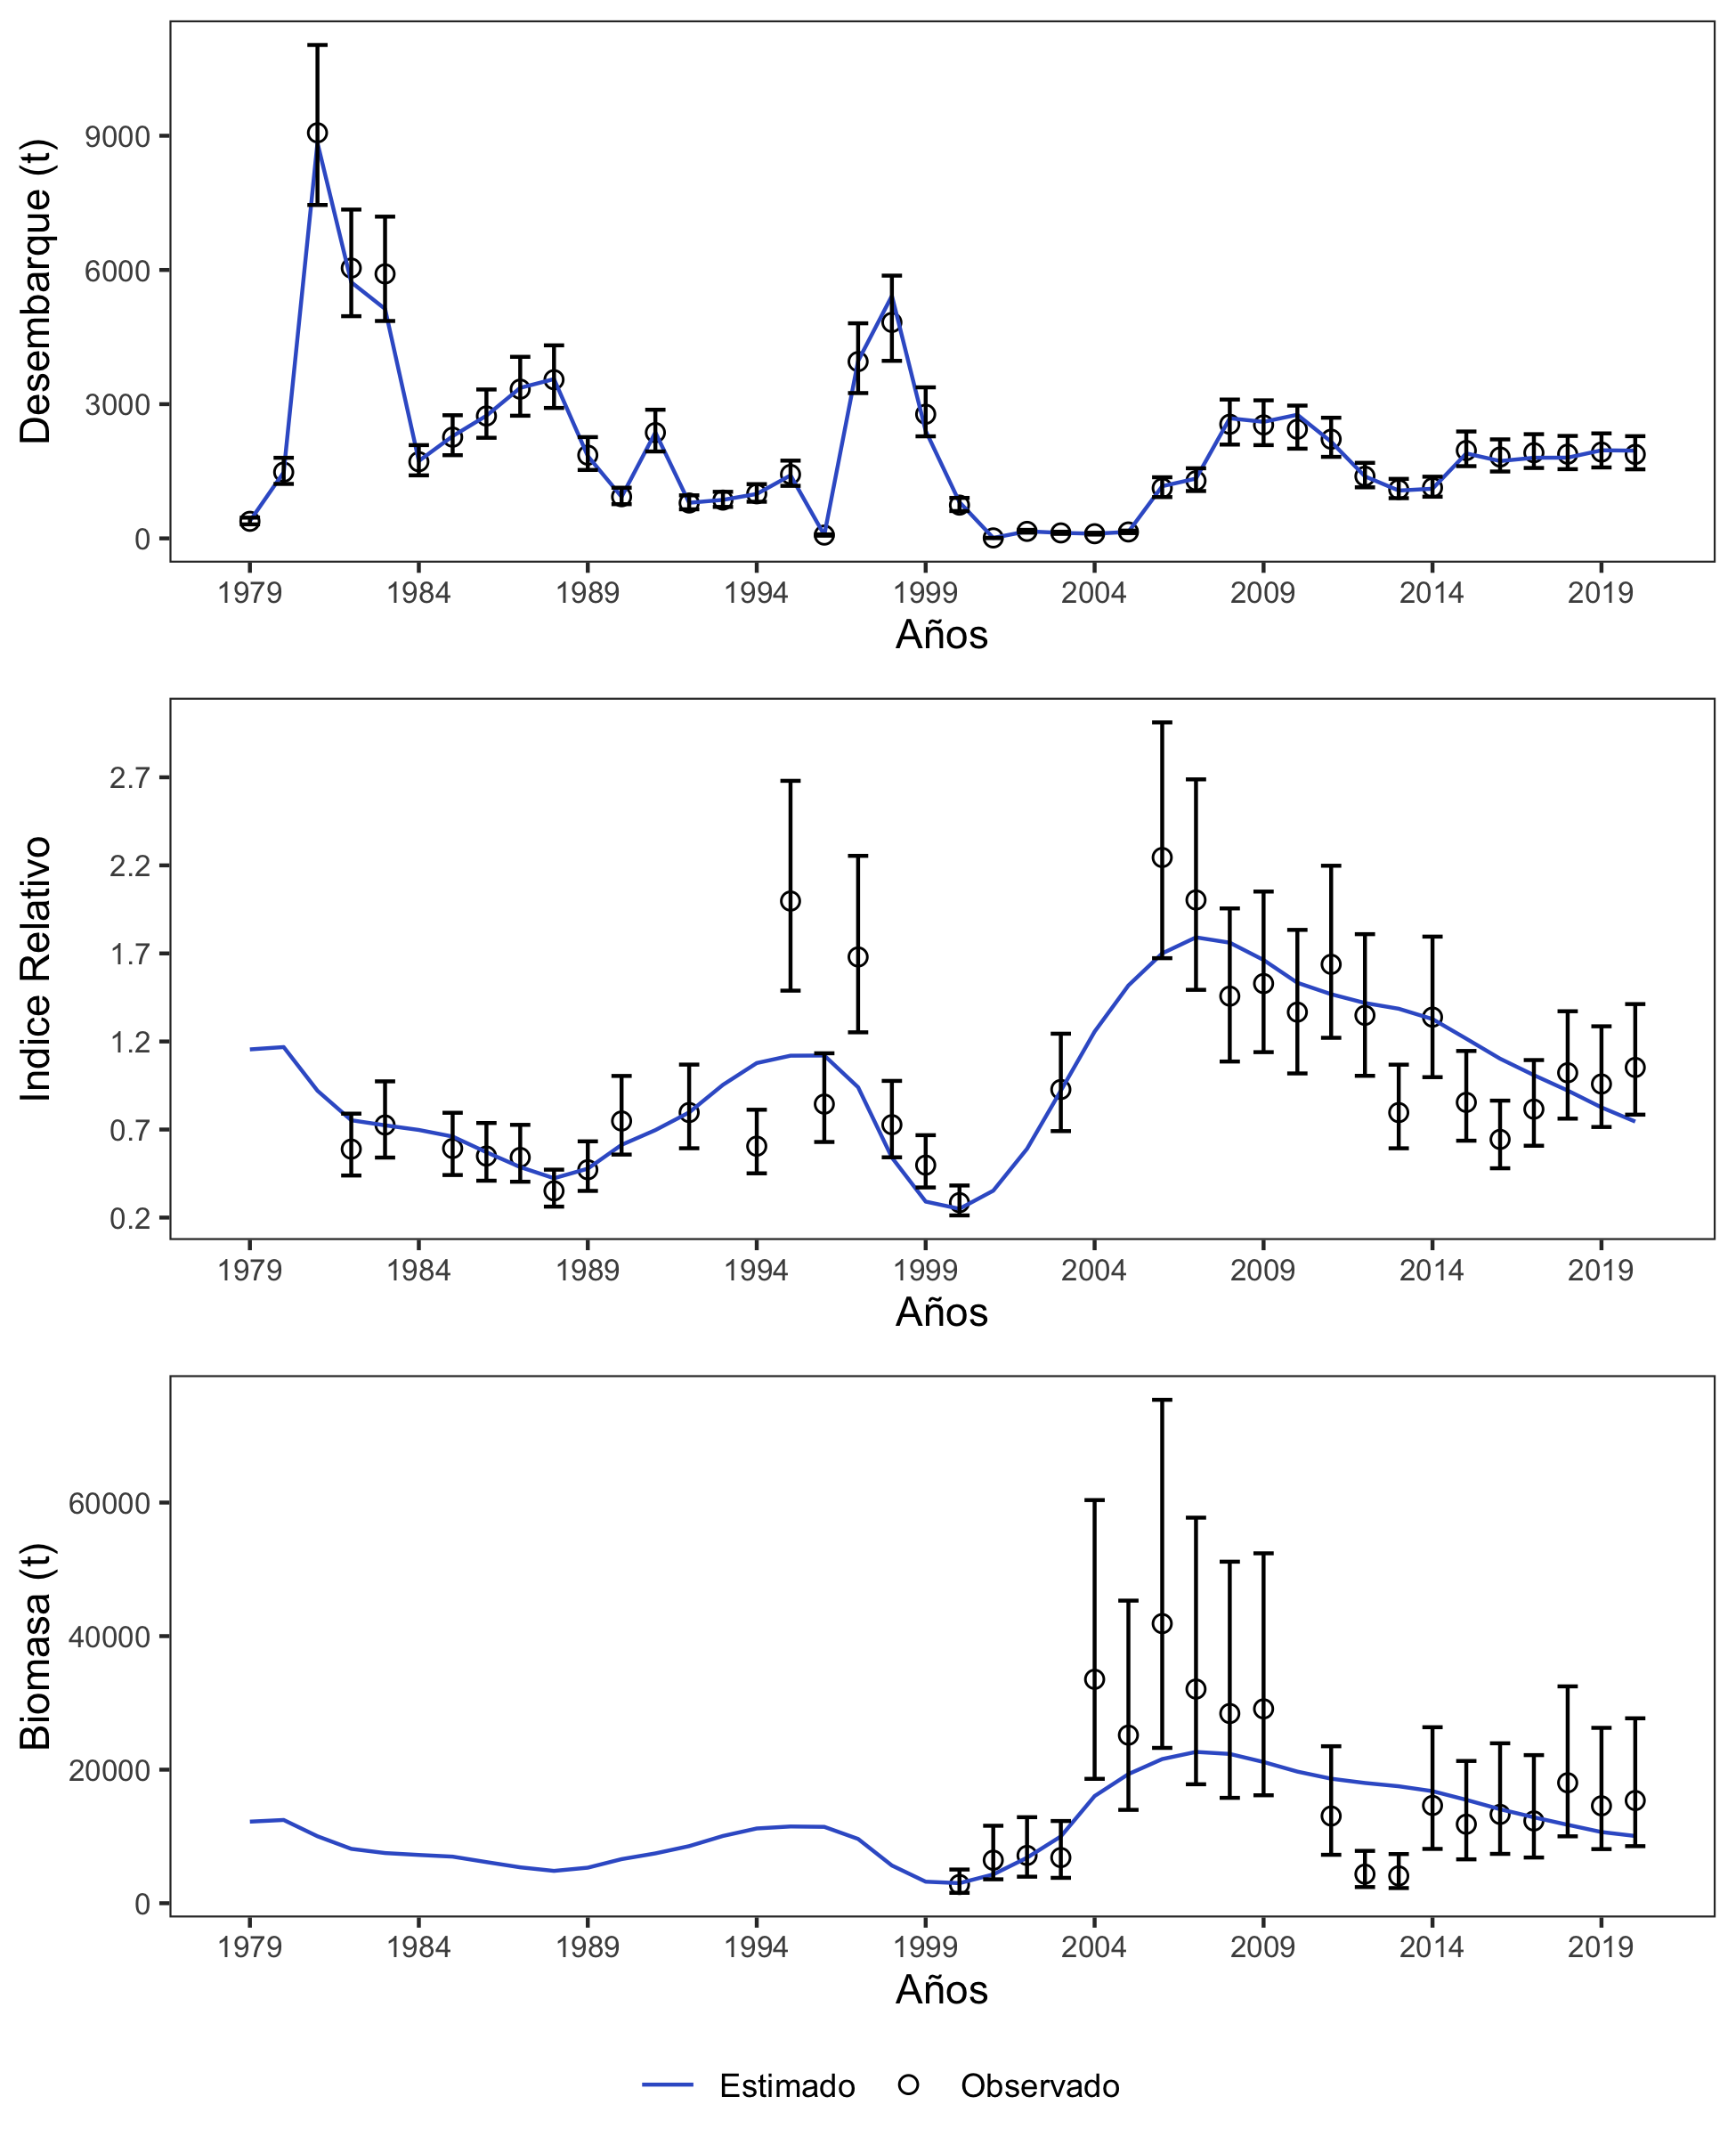 Desembarque (t)
9000
6000
3000
0
1979 1984 1989 1994 1999 2004 2009 2014 2019
Años
Indice Relativo
2.7
2.2
1.7
1.2
0.7
0.2
1979 1984 1989 1994 1999 2004 2009 2014 2019
Años
Biomasa (t)
60000
40000
20000
0
1979 1984 1989 1994 1999 2004 2009 2014 2019
Años
Estimado Observado